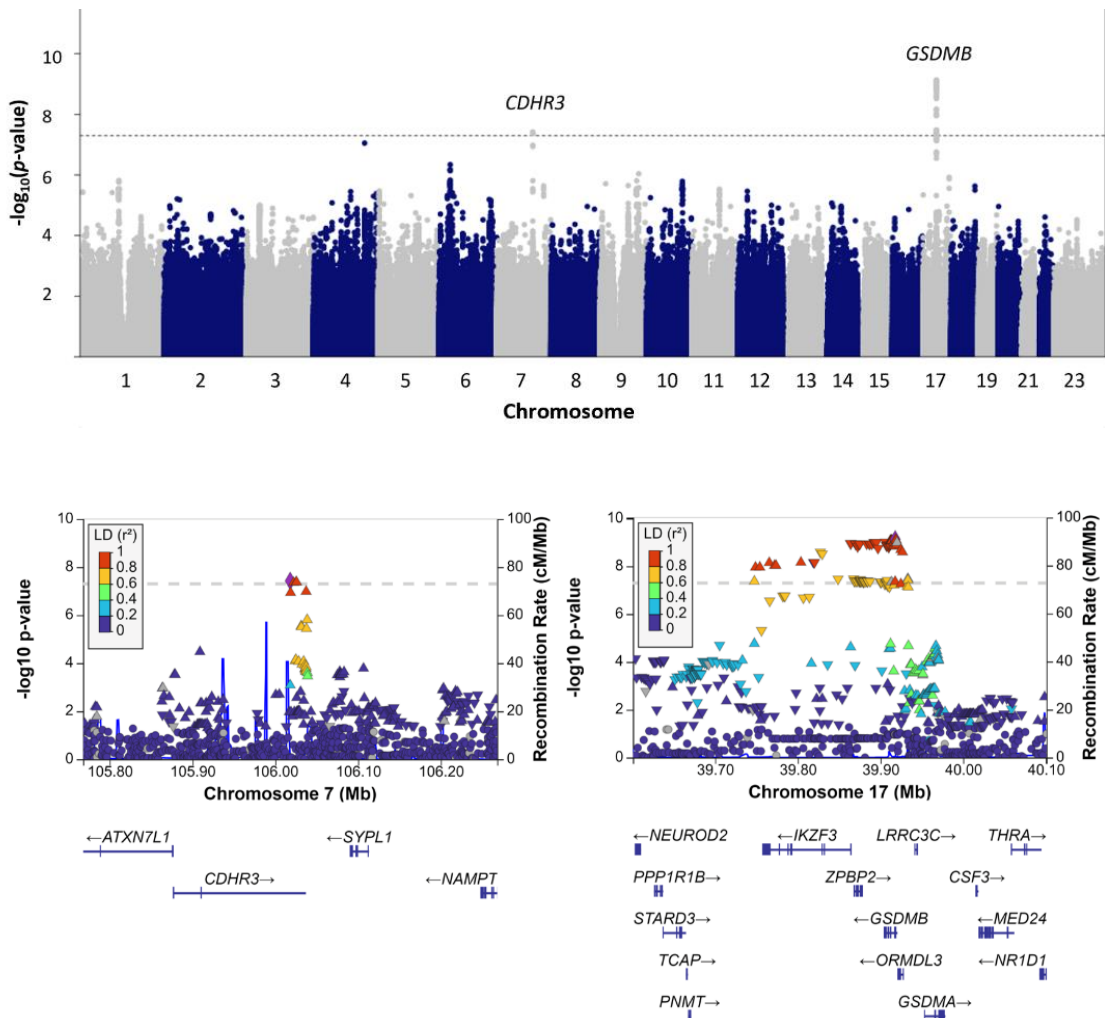 10
8
6
4
2
-log10(p-value)
CDHR3
GSDMB
1 2 3 4 5 6 7 8 9 10 11 12 13 14 15 17 19 21 23
Chromosome
10
8
6
4
2
0
-log10 p-value
LD (r²)
1
0.8
0.6
0.4
0.2
0
100
80
60
40
20
0
Recombination Rate (cM/Mb)
105.80 105.90 106.00 106.10 106.20
Chromosome 7 (Mb)
←ATXN7L1 ←SYPL1
CDHR3→ ←NAMPT
10
8
6
4
2
0
-log10 p-value
LD (r²)
1
0.8
0.6
0.4
0.2
0
100
80
60
40
20
0
Recombination Rate (cM/Mb)
39.70 39.80 39.90 40.00 40.10
Chromosome 17 (Mb)
←NEUROD2 ←IKZF3 LRRC3C→ THRA→
PPP1R1B→ ZPBP2→ CSF3→
STARD3→ ←GSDMB ←MED24
TCAP→ ←ORMDL3 ←NR1D1
PNMT→ GSDMA→